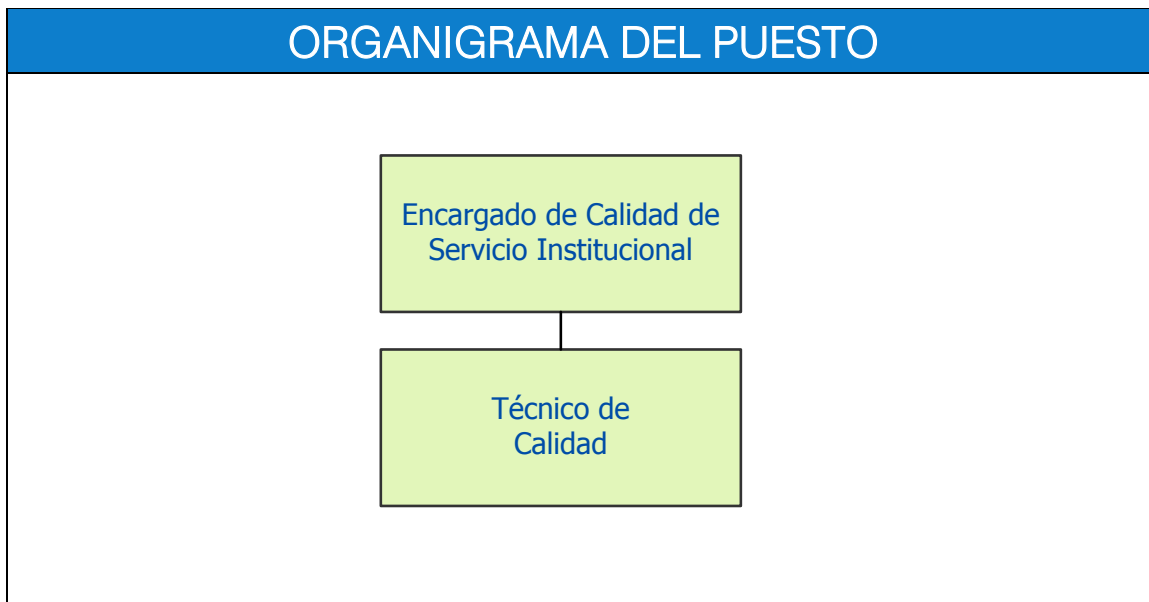 ORGANIGRAMA DEL PUESTO
Encargado de Calidad de
Servicio Institucional
Técnico de
Calidad